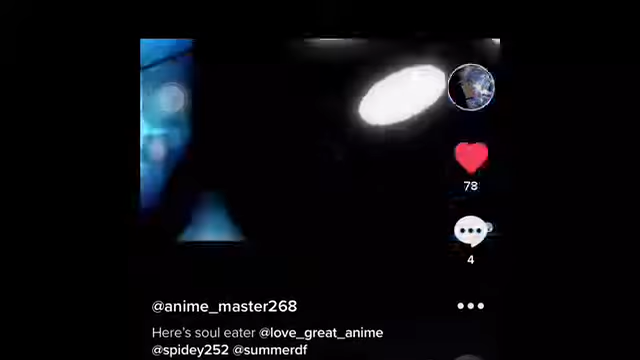 78
4
@anime_master268
Here's soul eater @love_great_anime
@spidey252 @summerdf